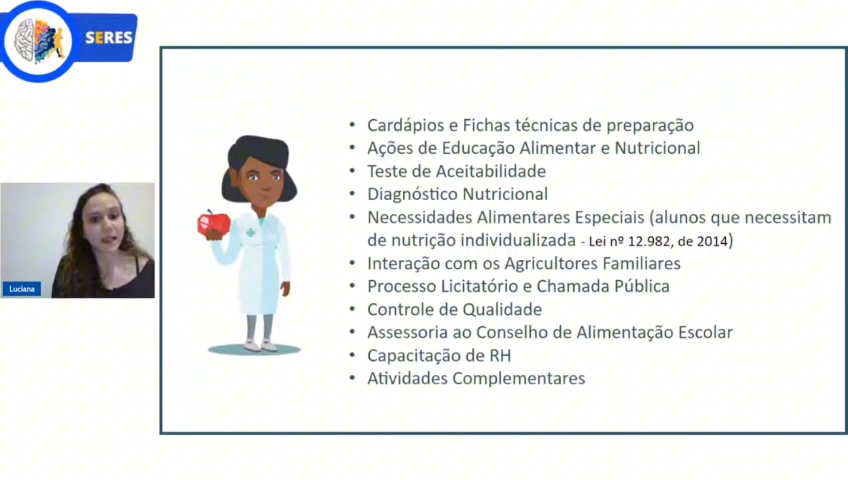 SERES
• Cardápios e Fichas técnicas de preparação
• Ações de Educação Alimentar e Nutricional
• Teste de Aceitabilidade
• Diagnóstico Nutricional
• Necessidades Alimentares Especiais (alunos que necessitam
de nutrição individualizada - Lei nº 12.982, de 2014)
• Interação com os Agricultores Familiares
• Processo Licitatório e Chamada Pública
• Controle de Qualidade
• Assessoria ao Conselho de Alimentação Escolar
• Capacitação de RH
• Atividades Complementares
Luciana